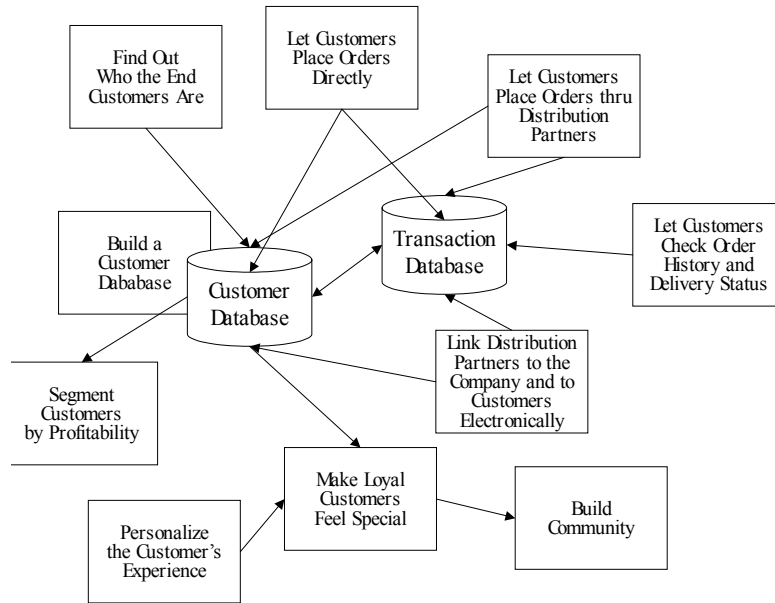 Find Out
Who the End
Customers Are
Let Customers
Place Orders
Directly
Let Customers
Place Orders thru
Distribution
Partners
Build a
Customer
Dababase
Customer
Database
Transaction
Database
Let Customers
Check Order
History and
Delivery Status
Segment
Customers
by Profitability
Link Distribution
Partners to the
Company and to
Customers
Electronically
Make Loyal
Customers
Feel Special
Personalize
the Customer’s
Experience
Build
Community